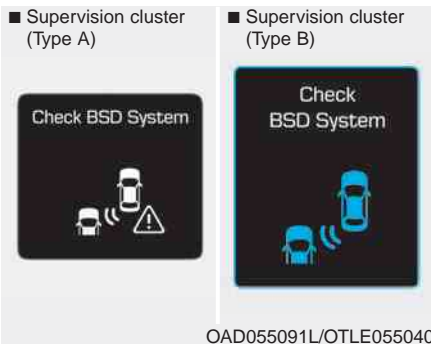 ■ Supervision cluster
(Type A)
■ Supervision cluster
(Type B)
Check BSD System
Check
BSD System
OAD055091L/OTLE055040